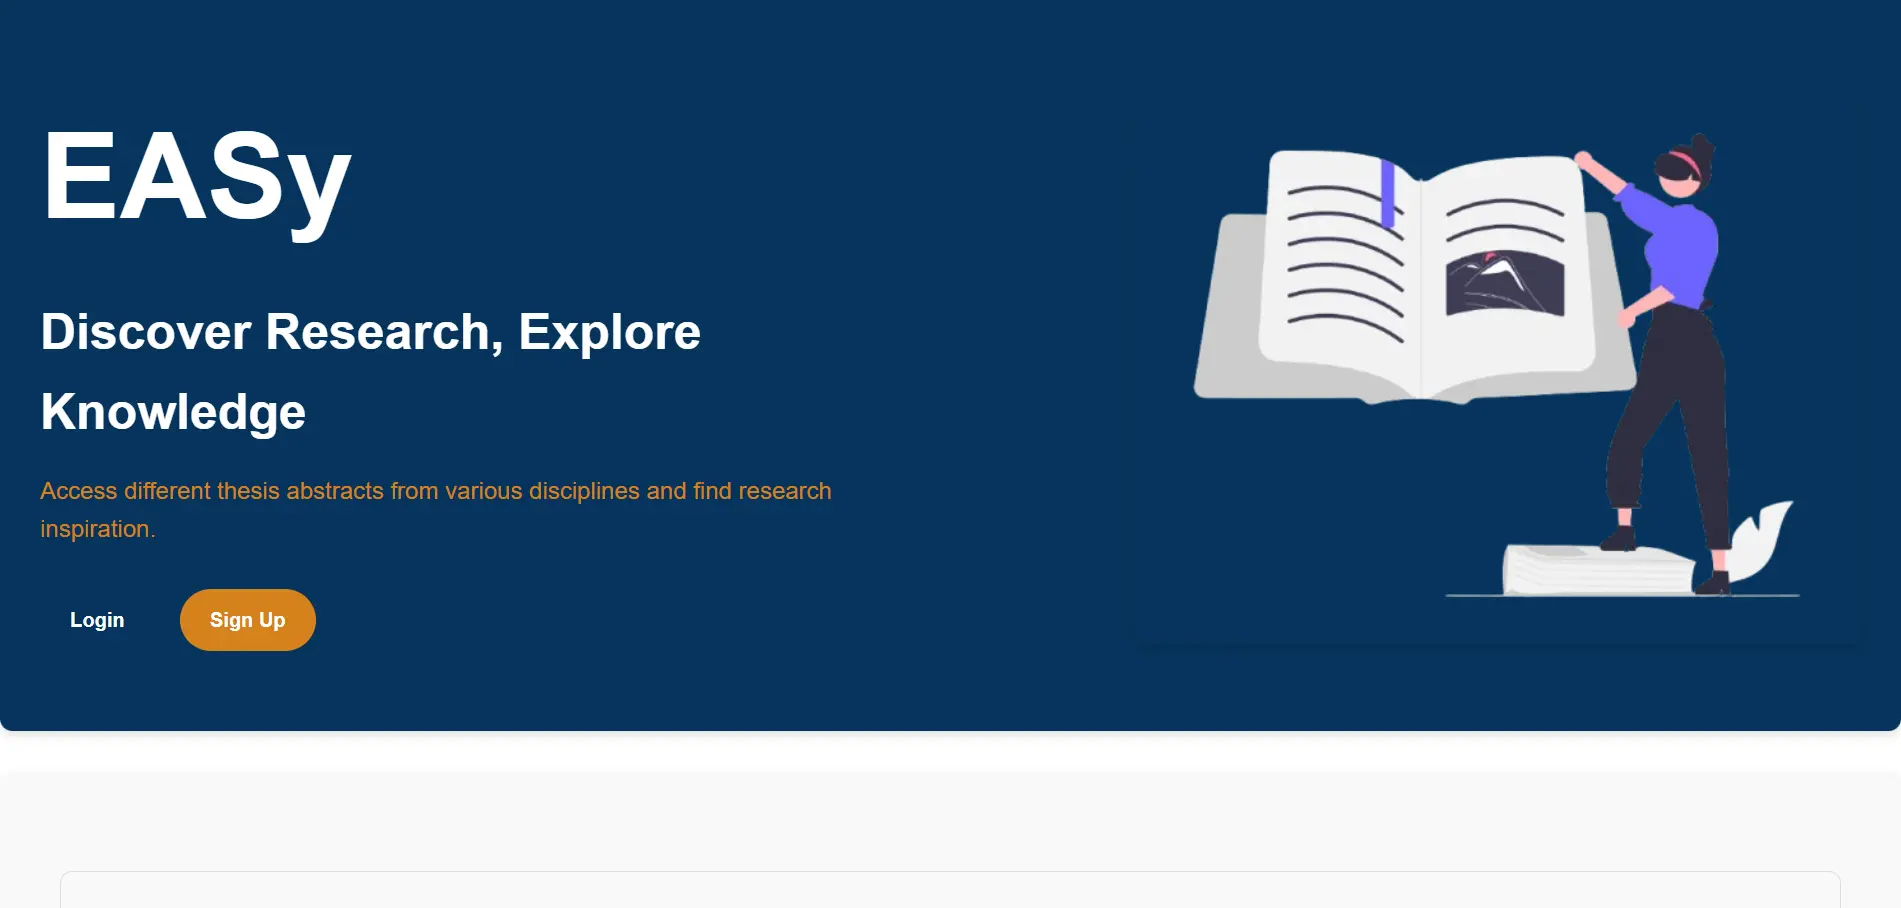 EASy
Discover Research, Explore
Knowledge
Access different thesis abstracts from various disciplines and find research
inspiration.
Login
Sign Up